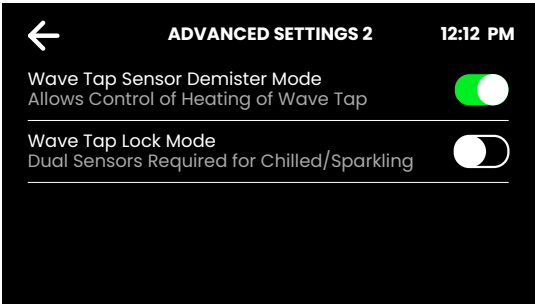 ADVANCED SETTINGS 2
12:12 PM
Wave Tap Sensor Demister Mode
Allows Control of Heating of Wave Tap
Wave Tap Lock Mode
Dual Sensors Required for Chilled/Sparkling